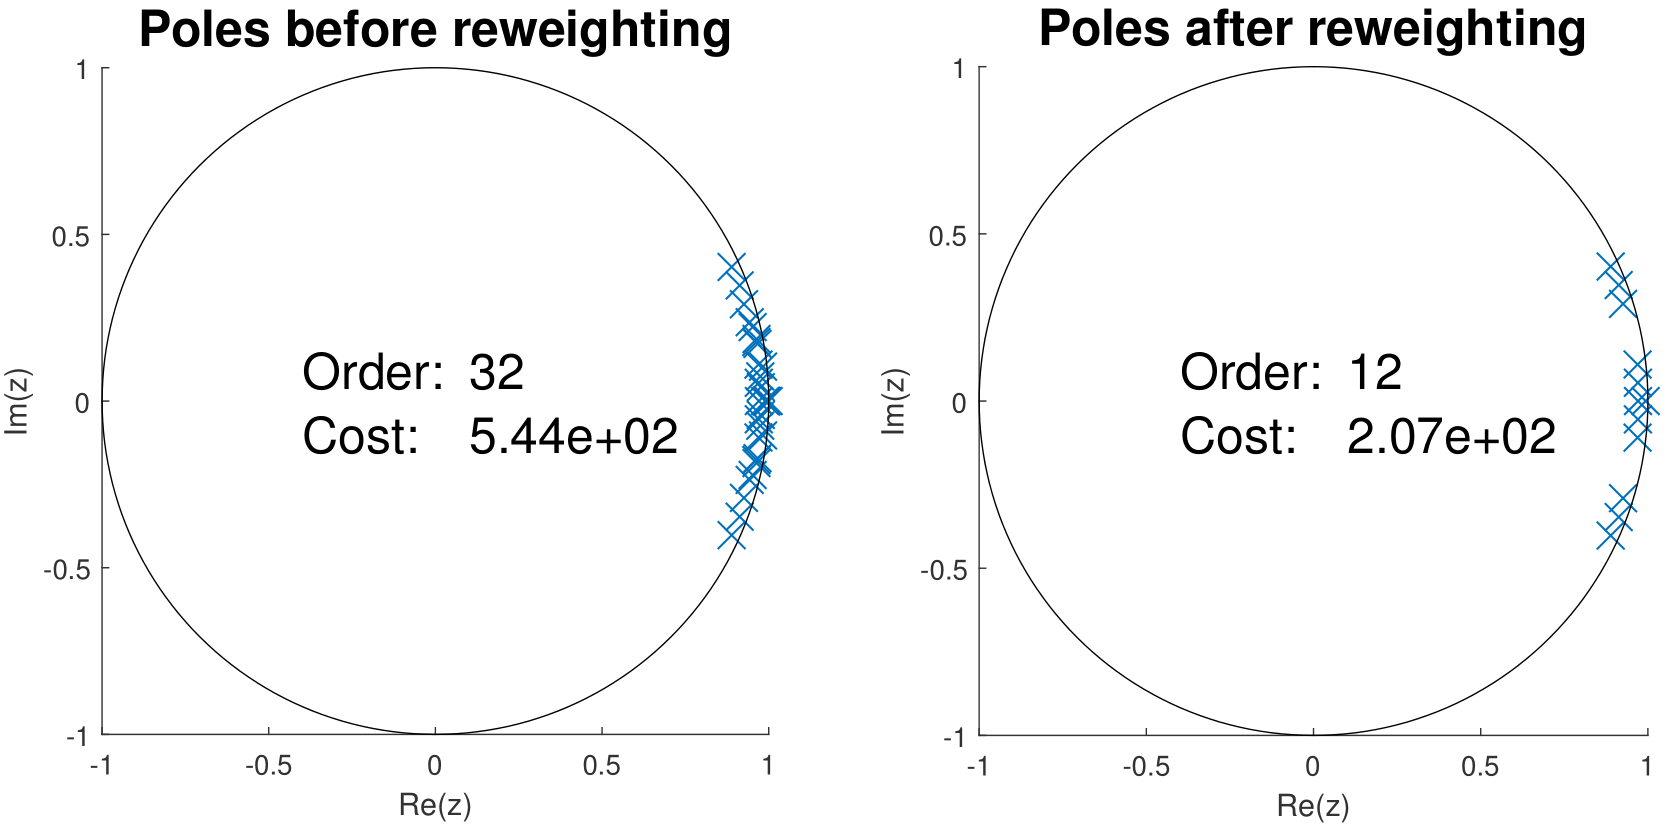 Poles before reweighting
1
0.5
0
-0.5
-1
-1
-0.5
0
0.5
1
Im(z)
Re(z)
Order: 32
Cost: 5.44e+02
Poles after reweighting
1
0.5
0
-0.5
-1
-1
-0.5
0
0.5
1
Im(z)
Re(z)
Order: 12
Cost: 2.07e+02